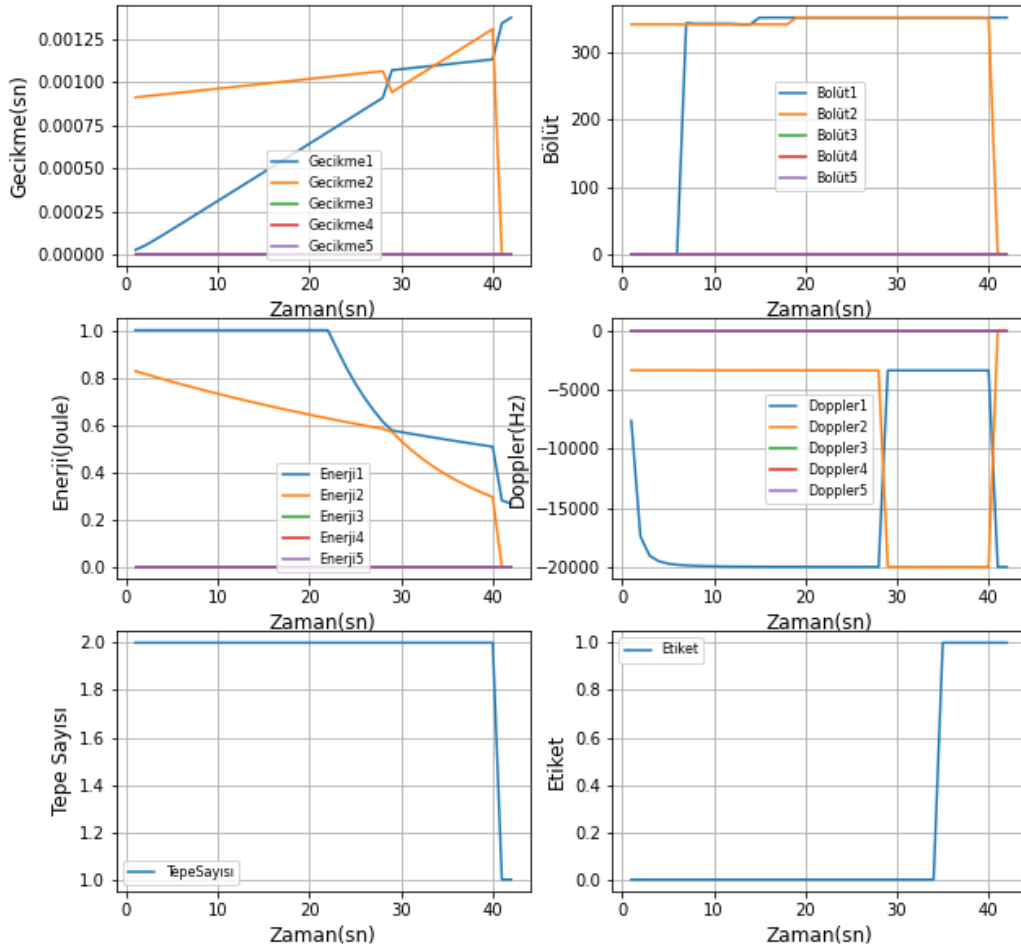 Gecikme(sn)
0.00125
0.00100
0.00075
0.00050
0.00025
0.00000
Gecikme1
Gecikme2
Gecikme3
Gecikme4
Gecikme5
0 10 20 30 40
Zaman(sn)
Bölüt
300
200
100
0
Bolüt1
Bolüt2
Bolüt3
Bolüt4
Bolüt5
0 10 20 30 40
Zaman(sn)
Enerji(Joule)
1.0
0.8
0.6
0.4
0.2
0.0
Enerji1
Enerji2
Enerji3
Enerji4
Enerji5
0 10 20 30 40
Zaman(sn)
Doppler(Hz)
0
−5000
−10000
−15000
−20000
Doppler1
Doppler2
Doppler3
Doppler4
Doppler5
0 10 20 30 40
Zaman(sn)
Tepe Sayısı
2.0
1.8
1.6
1.4
1.2
1.0
TepeSayısı
0 10 20 30 40
Zaman(sn)
Etiket
1.0
0.8
0.6
0.4
0.2
0.0
Etiket
0 10 20 30 40
Zaman(sn)